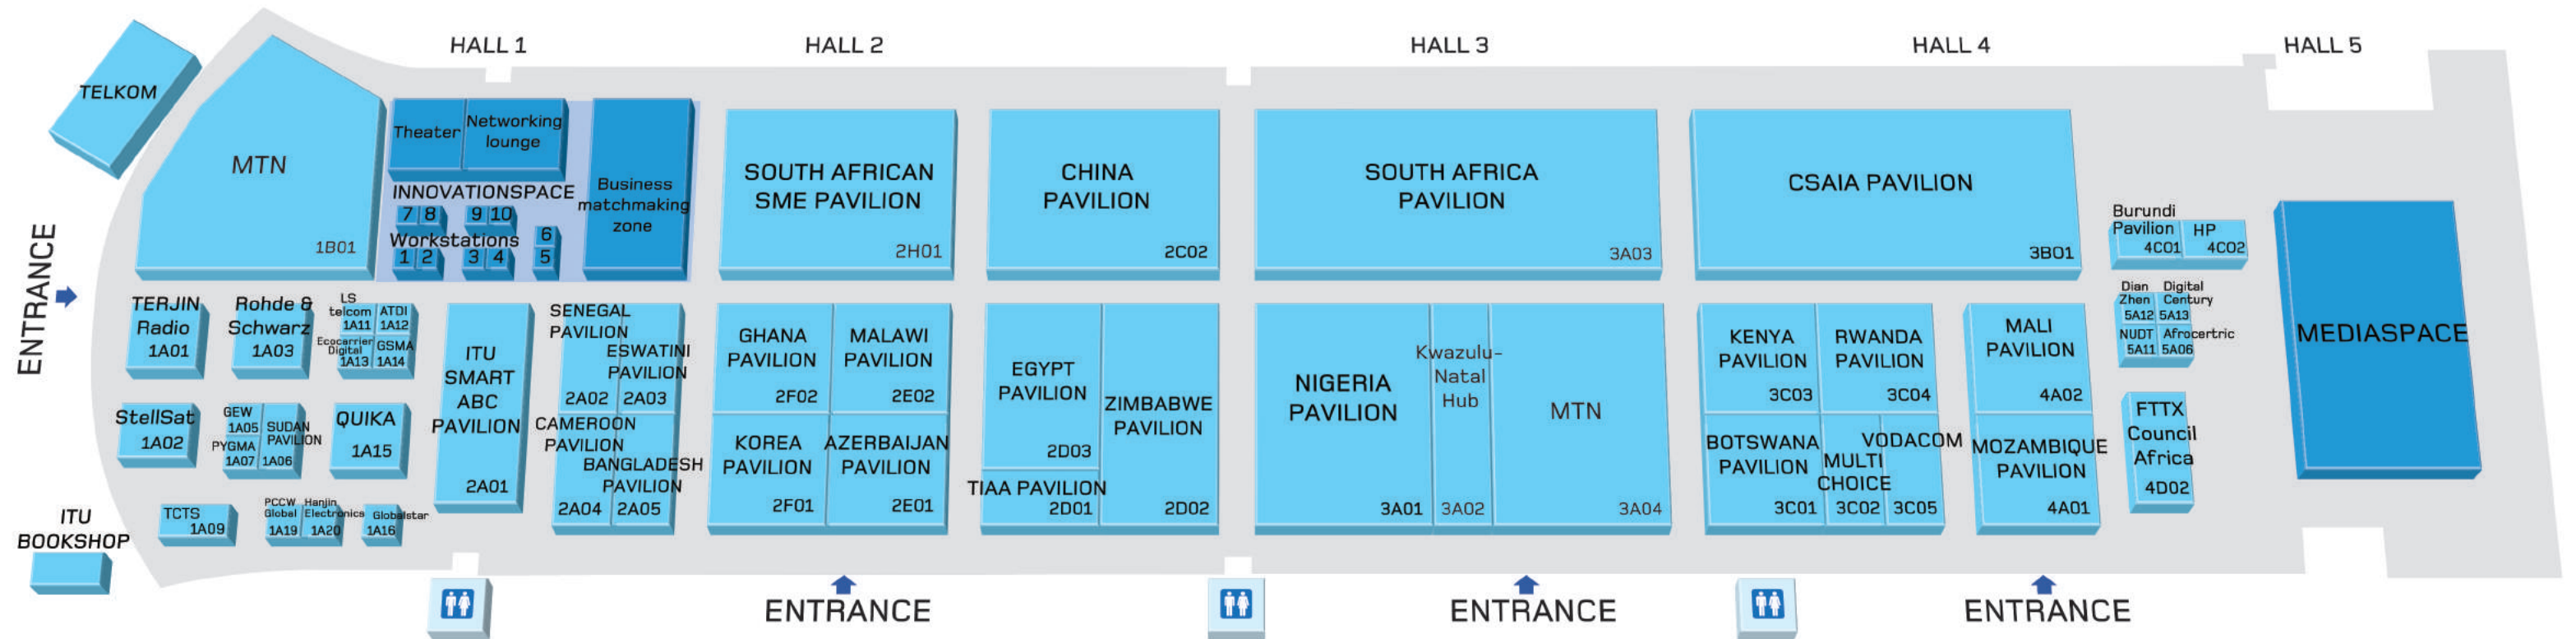 HALL 1
HALL 2
HALL 3
HALL 4
HALL 5
TELKOM
MTN
1B01
Theater
Networking
lounge
INNOVATIONSPACE
7 8
9 10
Workstations
6
1 2
3 4
5
Business
matchmaking
zone
SOUTH AFRICAN
SME PAVILION
2H01
CHINA
PAVILION
2C02
SOUTH AFRICA
PAVILION
3A03
CSAIA PAVILION
3B01
Burundi
Pavilion
4C01
HP
4C02
ENTRANCE
TERJIN
Radio
1A01
Rohde &
Schwarz
1A03
LS
telcom
1A11
ATDI
1A12
Ecocarrier
Digital
1A13
GSMA
1A14
ITU
SMART
ABC
PAVILION
2A01
SENEGAL
PAVILION
2A02
ESWATINI
PAVILION
2A03
CAMEROON
PAVILION
2A04
BANGLADESH
PAVILION
2A05
GHANA
PAVILION
2F02
MALAWI
PAVILION
2E02
KOREA
PAVILION
2F01
AZERBAIJAN
PAVILION
2E01
EGYPT
PAVILION
2D03
TIAA PAVILION
2D01
ZIMBABWE
PAVILION
2D02
NIGERIA
PAVILION
3A01
Kwazulu-
Natal
Hub
3A02
MTN
3A04
KENYA
PAVILION
3C03
RWANDA
PAVILION
3C04
BOTSWANA
PAVILION
3C01
MULTI
CHOICE
3C02
VODACOM
3C05
MALI
PAVILION
4A02
MOZAMBIQUE
PAVILION
4A01
Dian
Zhen
5A12
Digital
Century
5A13
NUDT
5A11
Afrocertric
5A06
FTTX
Council
Africa
4D02
MEDIASPACE
StellSat
1A02
GEW
1A05
SUDAN
PAVILION
1A06
PYGMA
1A07
QUIKA
1A15
TCTS
1A09
PCCW
Global
1A19
Hanjin
Electronics
1A20
Globalstar
1A16
ITU
BOOKSHOP
ENTRANCE
ENTRANCE
ENTRANCE